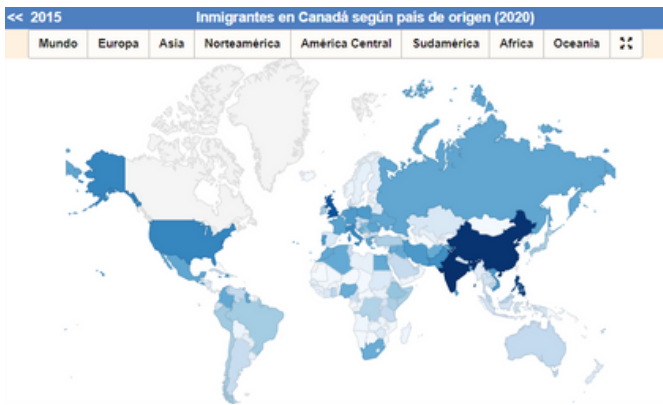 << 2015 Inmigrantes en Canadá según país de origen (2020)
Mundo Europa Asia Norteamérica América Central Sudamérica Africa Oceania